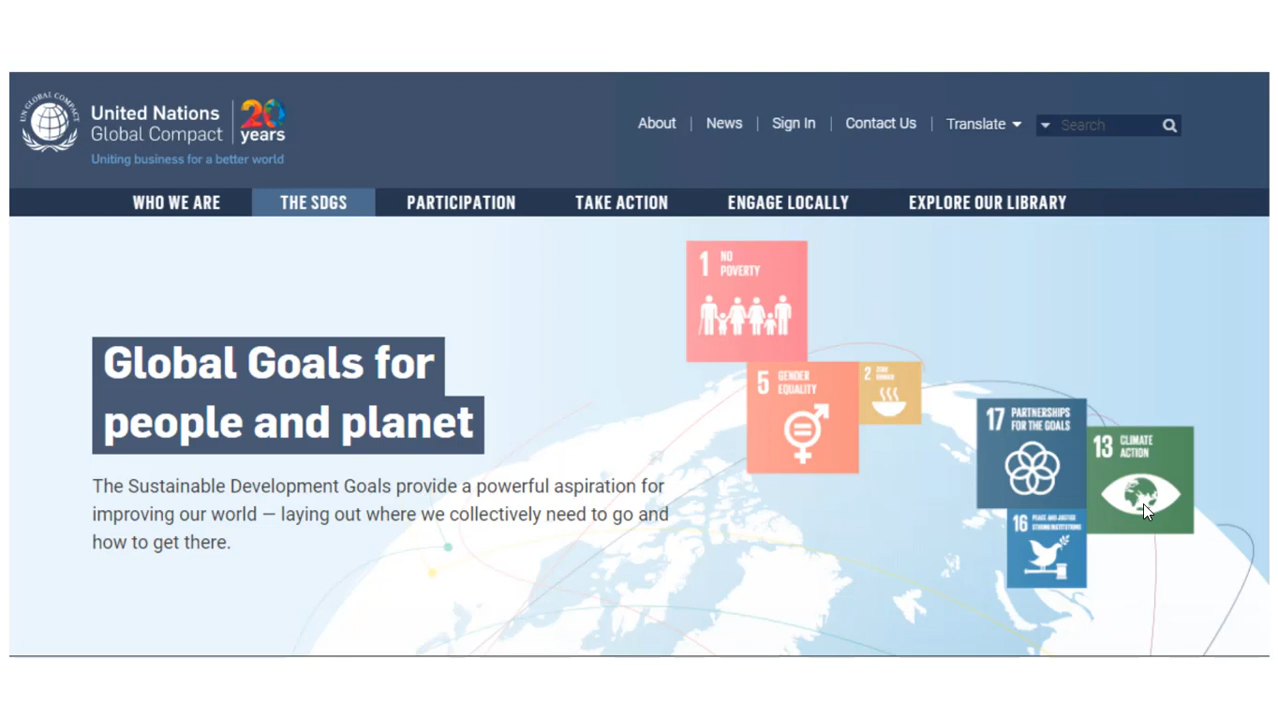 UN GLOBAL COMPACT
United Nations
Global Compact
20
years
Uniting business for a better world
About | News | Sign In | Contact Us | Translate
Search
WHO WE ARE
THE SDGS
PARTICIPATION
TAKE ACTION
ENGAGE LOCALLY
EXPLORE OUR LIBRARY
Global Goals for
people and planet
The Sustainable Development Goals provide a powerful aspiration for
improving our world — laying out where we collectively need to go and
how to get there.
1 NO
POVERTY
5 GENDER
EQUALITY
2 ZERO
HUNGER
17 PARTNERSHIPS
FOR THE GOALS
13 CLIMATE
ACTION
16 PEACE AND JUSTICE
STRONG INSTITUTIONS